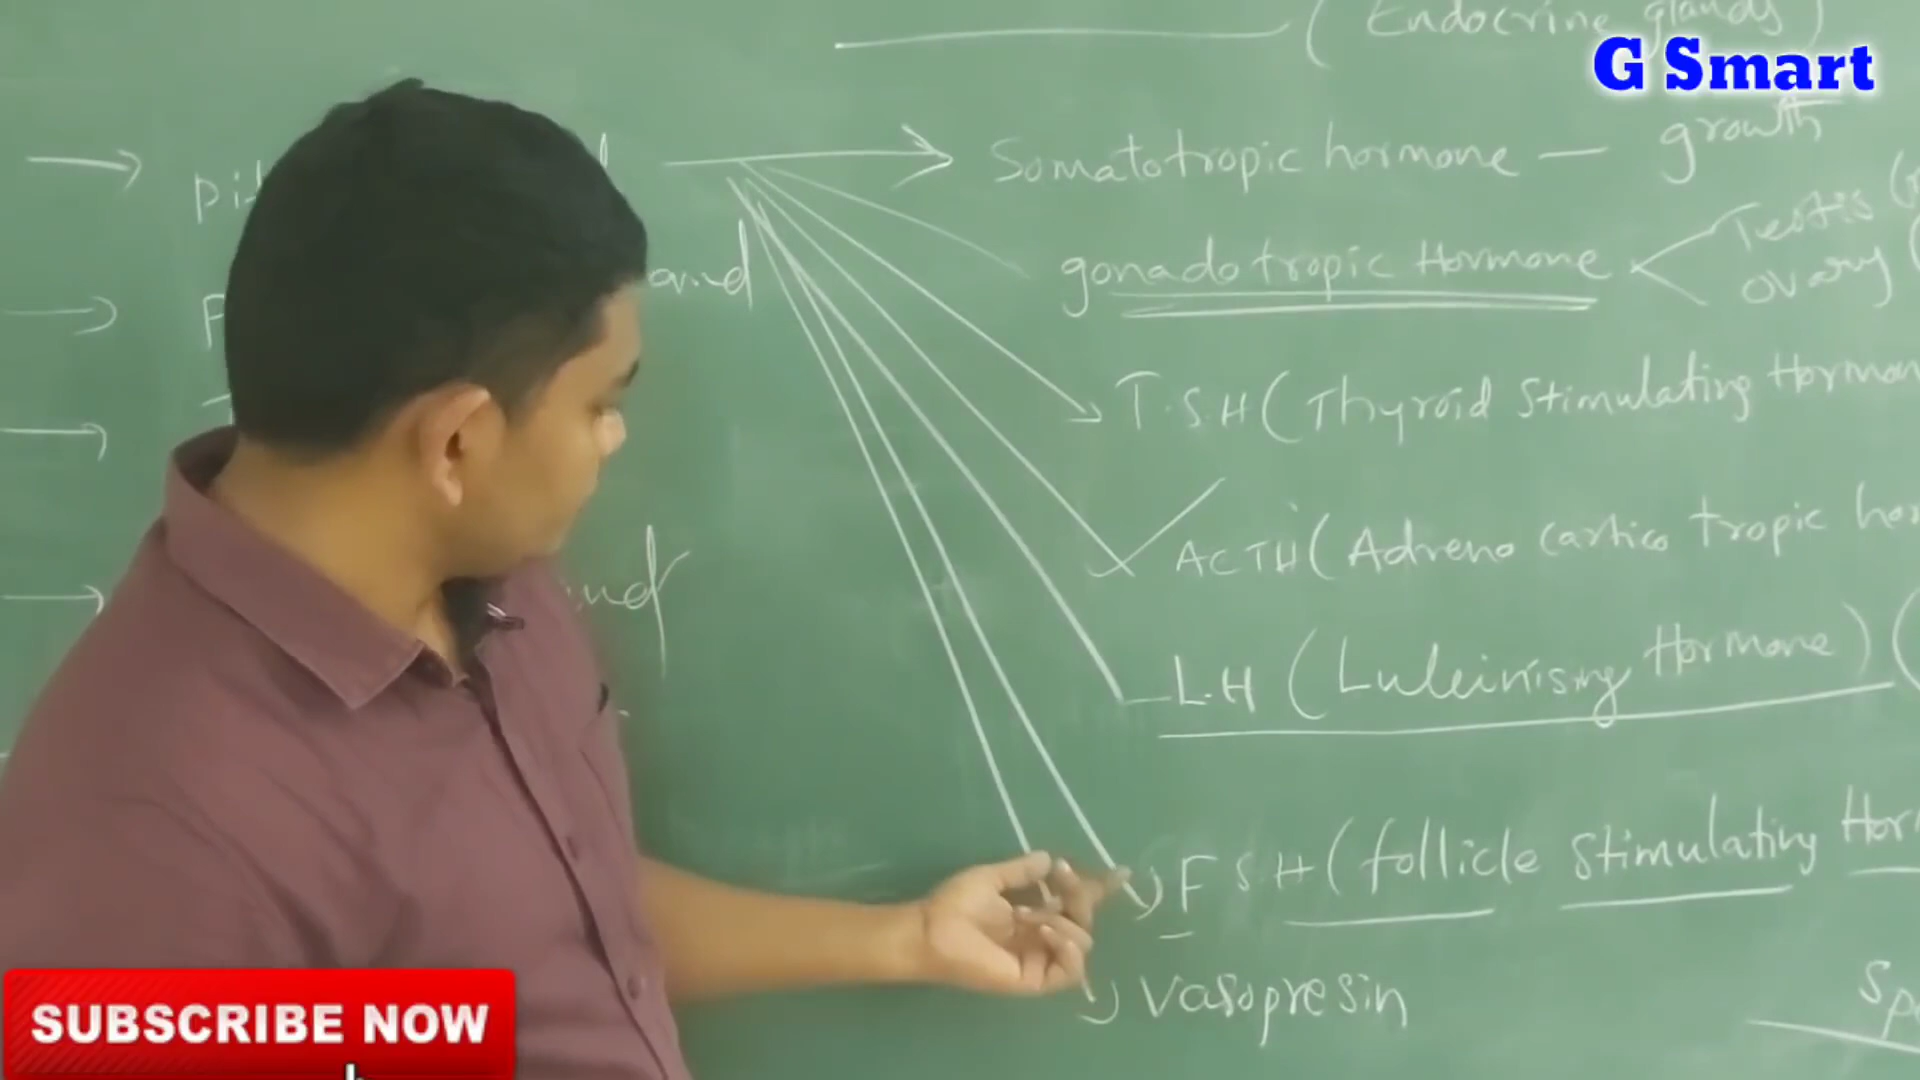 ( Endocrine glands )
G Smart
Somatotropic hormone — growth
gonadotropic Hormone
Testis
ovary
T.S.H ( Thyroid Stimulating Hormon
ACTH ( Adreno cartico tropic hor
L.H ( Luteinising Hormone ) (
F S H ( follicle Stimulating Hor
Vasopresin
SUBSCRIBE NOW